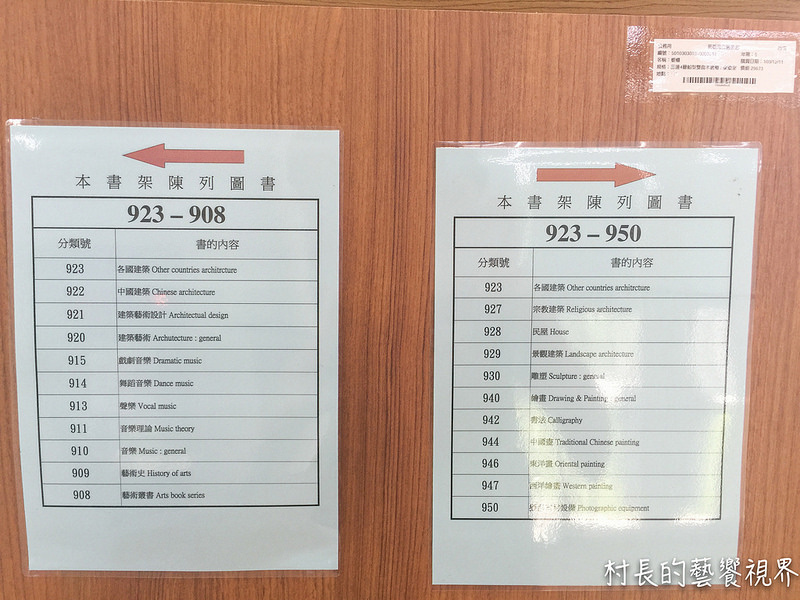 本書架陳列圖書
923 – 908
分類號 書的內容
923 各國建築 Other countries architrcture
922 中國建築 Chinese architecture
921 建築藝術設計 Architectual design
920 建築藝術 Archutecture : general
915 戲劇音樂 Dramatic music
914 舞蹈音樂 Dance music
913 聲樂 Vocal music
911 音樂理論 Music theory
910 音樂 Music : general
909 藝術史 History of arts
908 藝術叢書 Arts book series
本書架陳列圖書
923 – 950
分類號 書的內容
923 各國建築 Other countries architrcture
927 宗教建築 Religious architecture
928 民屋 House
929 景觀建築 Landscape architecture
930 雕塑 Sculpture : general
940 繪畫 Drawing & Painting : general
942 書法 Calligraphy
944 中國畫 Traditional Chinese painting
946 東洋畫 Oriental painting
947 西洋繪畫 Western painting
950 Photographic equipment
村長的藝饗視界